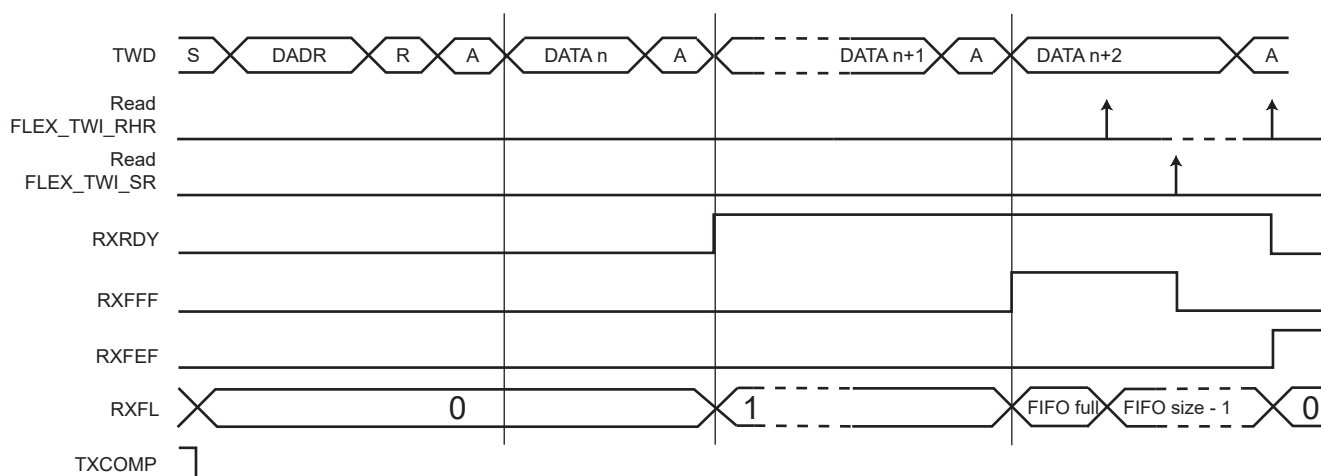 TWD S DADR R A DATA n A DATA n+1 A DATA n+2 A
Read
FLEX_TWI_RHR
Read
FLEX_TWI_SR
RXRDY
RXFFF
RXFEF
RXFL 0 1 FIFO full FIFO size - 1 0
TXCOMP